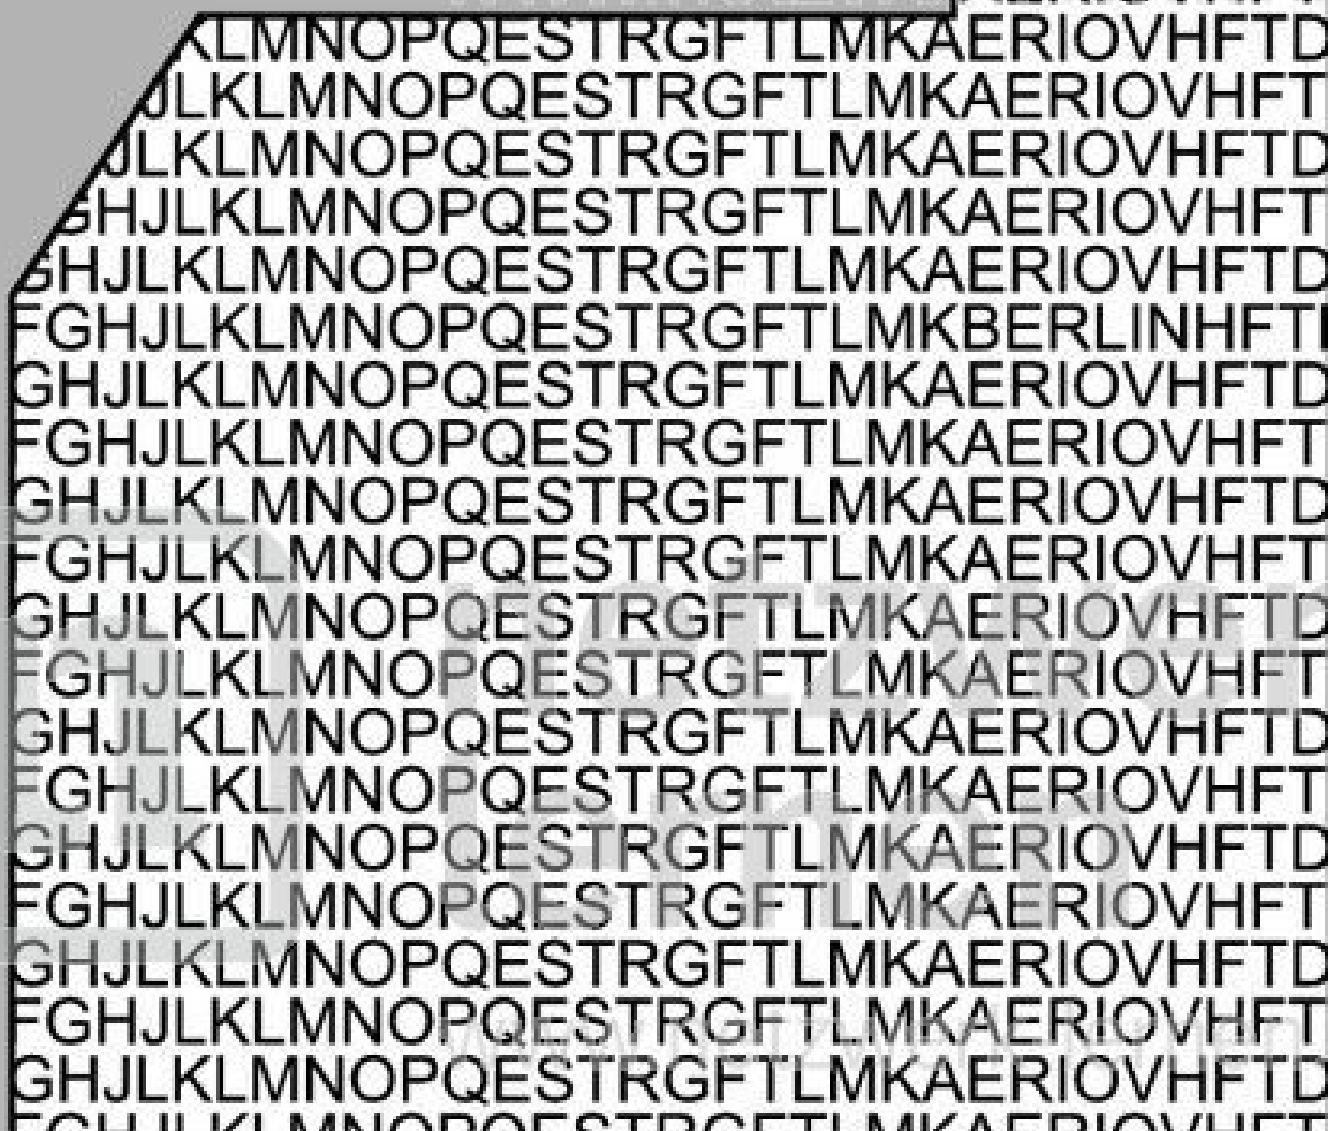 KLMNOPQESTRGFTLMKAERIOVHFTD
JLKLMNOPQESTRGFTLMKAERIOVHFT
JLKLMNOPQESTRGFTLMKAERIOVHFTD
GHJLKLMNOPQESTRGFTLMKAERIOVHFT
GHJLKLMNOPQESTRGFTLMKAERIOVHFTD
FGHJLKLMNOPQESTRGFTLMKBERLINHFT
GHJLKLMNOPQESTRGFTLMKAERIOVHFTD
FGHJLKLMNOPQESTRGFTLMKAERIOVHFT
GHJLKLMNOPQESTRGFTLMKAERIOVHFTD
FGHJLKLMNOPQESTRGFTLMKAERIOVHFT
GHJLKLMNOPQESTRGFTLMKAERIOVHFTD
FGHJLKLMNOPQESTRGFTLMKAERIOVHFT
GHJLKLMNOPQESTRGFTLMKAERIOVHFTD
FGHJLKLMNOPQESTRGFTLMKAERIOVHFT
GHJLKLMNOPQESTRGFTLMKAERIOVHFTD
FGHJLKLMNOPQESTRGFTLMKAERIOVHFT
GHJLKLMNOPQESTRGFTLMKAERIOVHFTD
FGHJLKLMNOPQESTRGFTLMKAERIOVHFT
GHJLKLMNOPQESTRGFTLMKAERIOVHFTD